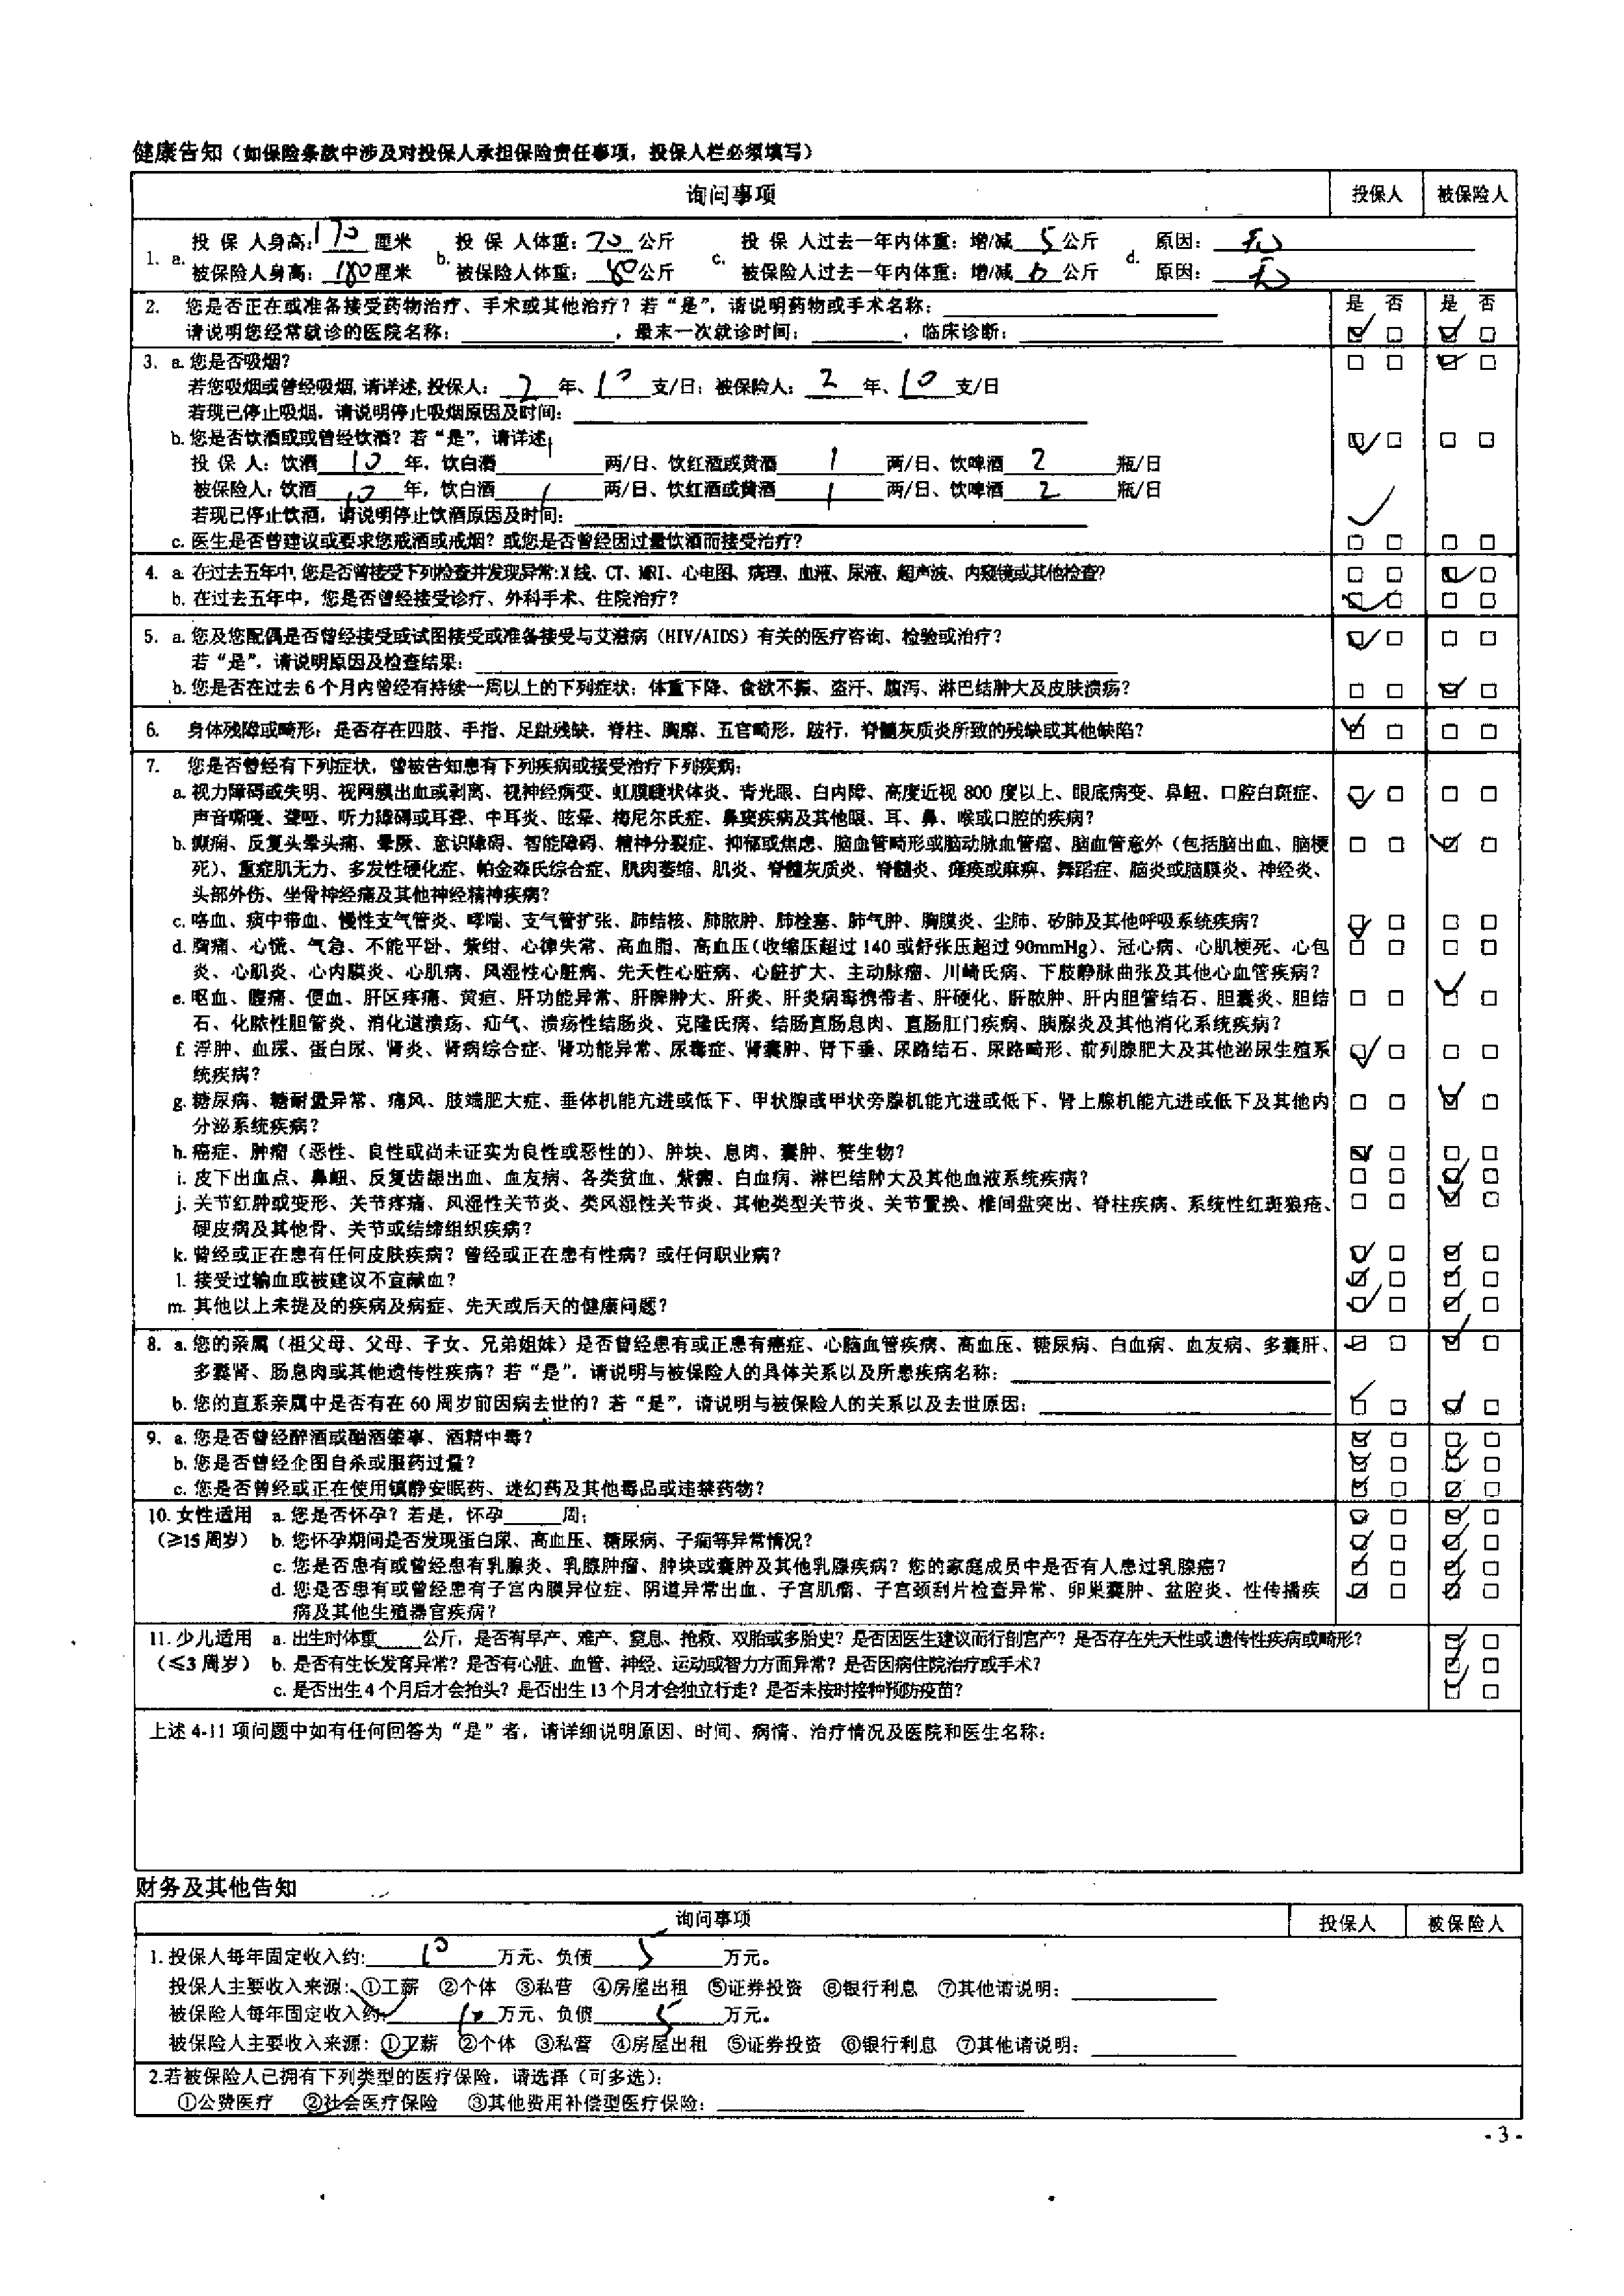 健康告知（如保险条款中涉及对投保人承担保险责任事项，投保人栏必须填写）
询问事项 投保人 被保险人
1. a. 投 保 人身高：170 厘米 b. 投 保 人体重：70 公斤 c. 投 保 人过去一年内体重：增/减 5 公斤 d. 原因：无
被保险人身高：180 厘米 被保险人体重：80 公斤 被保险人过去一年内体重：增/减 6 公斤 原因：无
2. 您是否正在或准备接受药物治疗、手术或其他治疗？若“是”，请说明药物或手术名称： 是 否 是 否
请说明您经常就诊的医院名称： ，最末一次就诊时间： ，临床诊断： ☑ □ ☑ □
3. a. 您是否吸烟？ □ □ ☑ □
若您吸烟或曾经吸烟，请详述，投保人：2 年、10 支/日；被保险人：2 年、10 支/日
若现已停止吸烟，请说明停止吸烟原因及时间：
b. 您是否饮酒或或曾经饮酒？若“是”，请详述： ☑ □ □ □
投 保 人：饮酒 10 年，饮白酒 1 两/日、饮红酒或黄酒 1 两/日、饮啤酒 2 瓶/日
被保险人：饮酒 10 年，饮白酒 1 两/日、饮红酒或黄酒 1 两/日、饮啤酒 2 瓶/日
若现已停止饮酒，请说明停止饮酒原因及时间： ✓
c. 医生是否曾建议或要求您戒酒或戒烟？或您是否曾经因过量饮酒而接受治疗？ □ □ □ □
4. a. 在过去五年中，您是否曾接受下列检查并发现异常：X 线、CT、MRI、心电图、病理、血液、尿液、超声波、内窥镜或其他检查？ □ □ ☑ □
b. 在过去五年中，您是否曾经接受诊疗、外科手术、住院治疗？ ☑ □ □ □
5. a. 您及您配偶是否曾经接受或试图接受或准备接受与艾滋病（HIV/AIDS）有关的医疗咨询、检验或治疗？ ☑ □ □ □
若“是”，请说明原因及检查结果：
b. 您是否在过去 6 个月内曾经有持续一周以上的下列症状：体重下降、食欲不振、盗汗、腹泻、淋巴结肿大及皮肤溃疡？ □ □ ☑ □
6. 身体残障或畸形：是否存在四肢、手指、足趾残缺，脊柱、胸廓、五官畸形，跛行，脊髓灰质炎所致的残缺或其他缺陷？ ☑ □ □ □
7. 您是否曾经有下列症状，曾被告知患有下列疾病或接受治疗下列疾病：
a. 视力障碍或失明、视网膜出血或剥离、视神经病变、虹膜睫状体炎、青光眼、白内障、高度近视 800 度以上、眼底病变、鼻衄、口腔白斑症、 ☑ □ □ □
声音嘶哑、聋哑、听力障碍或耳聋、中耳炎、眩晕、梅尼尔氏症、鼻窦疾病及其他眼、耳、鼻、喉或口腔的疾病？
b. 癫痫、反复头晕头痛、晕厥、意识障碍、智能障碍、精神分裂症、抑郁或焦虑、脑血管畸形或脑动脉血管瘤、脑血管意外（包括脑出血、脑梗 □ □ ☑ □
死）、重症肌无力、多发性硬化症、帕金森氏综合症、肌肉萎缩、肌炎、脊髓灰质炎、脊髓炎、瘫痪或麻痹、舞蹈症、脑炎或脑膜炎、神经炎、
头部外伤、坐骨神经痛及其他神经精神疾病？
c. 咯血、痰中带血、慢性支气管炎、哮喘、支气管扩张、肺结核、肺脓肿、肺栓塞、肺气肿、胸膜炎、尘肺、矽肺及其他呼吸系统疾病？ ☑ □ □ □
d. 胸痛、心慌、气急、不能平卧、紫绀、心律失常、高血脂、高血压（收缩压超过 140 或舒张压超过 90mmHg）、冠心病、心肌梗死、心包 □ □ □ □
炎、心肌炎、心内膜炎、心肌病、风湿性心脏病、先天性心脏病、心脏扩大、主动脉瘤、川崎氏病、下肢静脉曲张及其他心血管疾病？
e. 呕血、腹痛、便血、肝区疼痛、黄疸、肝功能异常、肝脾肿大、肝炎、肝炎病毒携带者、肝硬化、肝脓肿、肝内胆管结石、胆囊炎、胆结 □ □ ☑ □
石、化脓性胆管炎、消化道溃疡、疝气、溃疡性结肠炎、克隆氏病、结肠直肠息肉、直肠肛门疾病、胰腺炎及其他消化系统疾病？
f. 浮肿、血尿、蛋白尿、肾炎、肾病综合症、肾功能异常、尿毒症、肾囊肿、肾下垂、尿路结石、尿路畸形、前列腺肥大及其他泌尿生殖系 ☑ □ □ □
统疾病？
g. 糖尿病、糖耐量异常、痛风、肢端肥大症、垂体机能亢进或低下、甲状腺或甲状旁腺机能亢进或低下、肾上腺机能亢进或低下及其他内 □ □ ☑ □
分泌系统疾病？
h. 癌症、肿瘤（恶性、良性或尚未证实为良性或恶性的）、肿块、息肉、囊肿、赘生物？ ☑ □ □ □
i. 皮下出血点、鼻衄、反复齿龈出血、血友病、各类贫血、紫癜、白血病、淋巴结肿大及其他血液系统疾病？ □ □ ☑ □
j. 关节红肿或变形、关节疼痛、风湿性关节炎、类风湿性关节炎、其他类型关节炎、关节置换、椎间盘突出、脊柱疾病、系统性红斑狼疮、 □ □ ☑ □
硬皮病及其他骨、关节或结缔组织疾病？
k. 曾经或正在患有任何皮肤疾病？曾经或正在患有性病？或任何职业病？ ☑ □ ☑ □
l. 接受过输血或被建议不宜献血？ ☑ □ ☑ □
m. 其他以上未提及的疾病及病症、先天或后天的健康问题？ ☑ □ ☑ □
8. a. 您的亲属（祖父母、父母、子女、兄弟姐妹）是否曾经患有或正患有癌症、心脑血管疾病、高血压、糖尿病、白血病、血友病、多囊肝、 ☑ □ ☑ □
多囊肾、肠息肉或其他遗传性疾病？若“是”，请说明与被保险人的具体关系以及所患疾病名称：
b. 您的直系亲属中是否有在 60 周岁前因病去世的？若“是”，请说明与被保险人的关系以及去世原因： ☑ □ ☑ □
9. a. 您是否曾经醉酒或酗酒肇事、酒精中毒？ ☑ □ □ □
b. 您是否曾经企图自杀或服药过量？ ☑ □ ☑ □
c. 您是否曾经或正在使用镇静安眠药、迷幻药及其他毒品或违禁药物？ ☑ □ ☑ □
10. 女性适用 a. 您是否怀孕？若是，怀孕 周； ☑ □ ☑ □
（≥15 周岁） b. 您怀孕期间是否发现蛋白尿、高血压、糖尿病、子痫等异常情况？ ☑ □ ☑ □
c. 您是否患有或曾经患有乳腺炎、乳腺肿瘤、肿块或囊肿及其他乳腺疾病？您的家庭成员中是否有人患过乳腺癌？ ☑ □ ☑ □
d. 您是否患有或曾经患有子宫内膜异位症、阴道异常出血、子宫肌瘤、子宫颈刮片检查异常、卵巢囊肿、盆腔炎、性传播疾 ☑ □ ☑ □
病及其他生殖器官疾病？
11. 少儿适用 a. 出生时体重 公斤，是否有早产、难产、窒息、抢救、双胎或多胎史？是否因医生建议而行剖宫产？是否存在先天性或遗传性疾病或畸形？ ☑ □
（≤3 周岁） b. 是否有生长发育异常？是否有心脏、血管、神经、运动或智力方面异常？是否因病住院治疗或手术？ ☑ □
c. 是否出生 4 个月后才会抬头？是否出生 13 个月才会独立行走？是否未按时接种预防疫苗？ ☑ □
上述 4-11 项问题中如有任何回答为“是”者，请详细说明原因、时间、病情、治疗情况及医院和医生名称：
财务及其他告知
询问事项 投保人 被保险人
1. 投保人每年固定收入约：10 万元、负债 5 万元。
投保人主要收入来源：①工薪 ②个体 ③私营 ④房屋出租 ⑤证券投资 ⑥银行利息 ⑦其他请说明：
被保险人每年固定收入约：10 万元、负债 5 万元。
被保险人主要收入来源：①工薪 ②个体 ③私营 ④房屋出租 ⑤证券投资 ⑥银行利息 ⑦其他请说明：
2.若被保险人已拥有下列类型的医疗保险，请选择（可多选）：
①公费医疗 ②社会医疗保险 ③其他费用补偿型医疗保险：
- 3 -